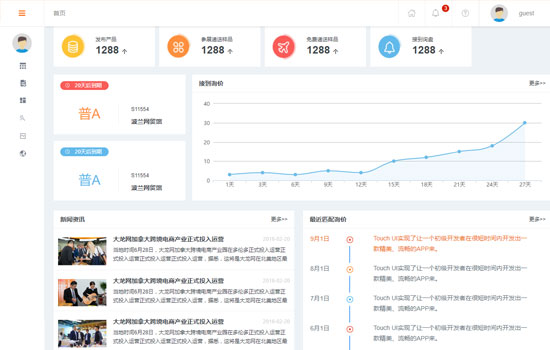 首页
3
guest
发布产品
1288 个
参展邀送样品
1288 个
免费邀送样品
1288 个
接到询盘
1288 个
20天后到期
普A
S11554
波兰网贸馆
20天后到期
普A
S11554
波兰网贸馆
接到询价
更多>>
40
30
20
10
0
1天
3天
6天
6天
9天
12天
15天
18天
21天
24天
27天
新闻资讯
更多>>
大龙网加拿大跨境电商产业正式投入运营
2019-02-20
当地时间6月28日，大龙网加拿大跨境电商产业园在多伦多正式投入运
营正式投入运营正式投入运营，据悉，这将是大龙网在北美地区最
大龙网加拿大跨境电商产业正式投入运营
当地时间6月28日，大龙网加拿大跨境电商产业园在多伦多正式投入运
营正式投入运营正式投入运营，据悉，这将是大龙网在北美地区最
大龙网加拿大跨境电商产业正式投入运营
当地时间6月28日，大龙网加拿大跨境电商产业园在多伦多正式投入运
营正式投入运营正式投入运营，据悉，这将是大龙网在北美地区最
最近匹配询价
更多>>
9月1日
Touch UI实现了让一个初级开发者在很短时间内开发出一
款精美、流畅的APP来。
8月1日
Touch UI实现了让一个初级开发者在很短时间内开发出一
款精美、流畅的APP来。
7月1日
Touch UI实现了让一个初级开发者在很短时间内开发出一
款精美、流畅的APP来。
6月1日
Touch UI实现了让一个初级开发者在很短时间内开发出一
款精美、流畅的APP来。